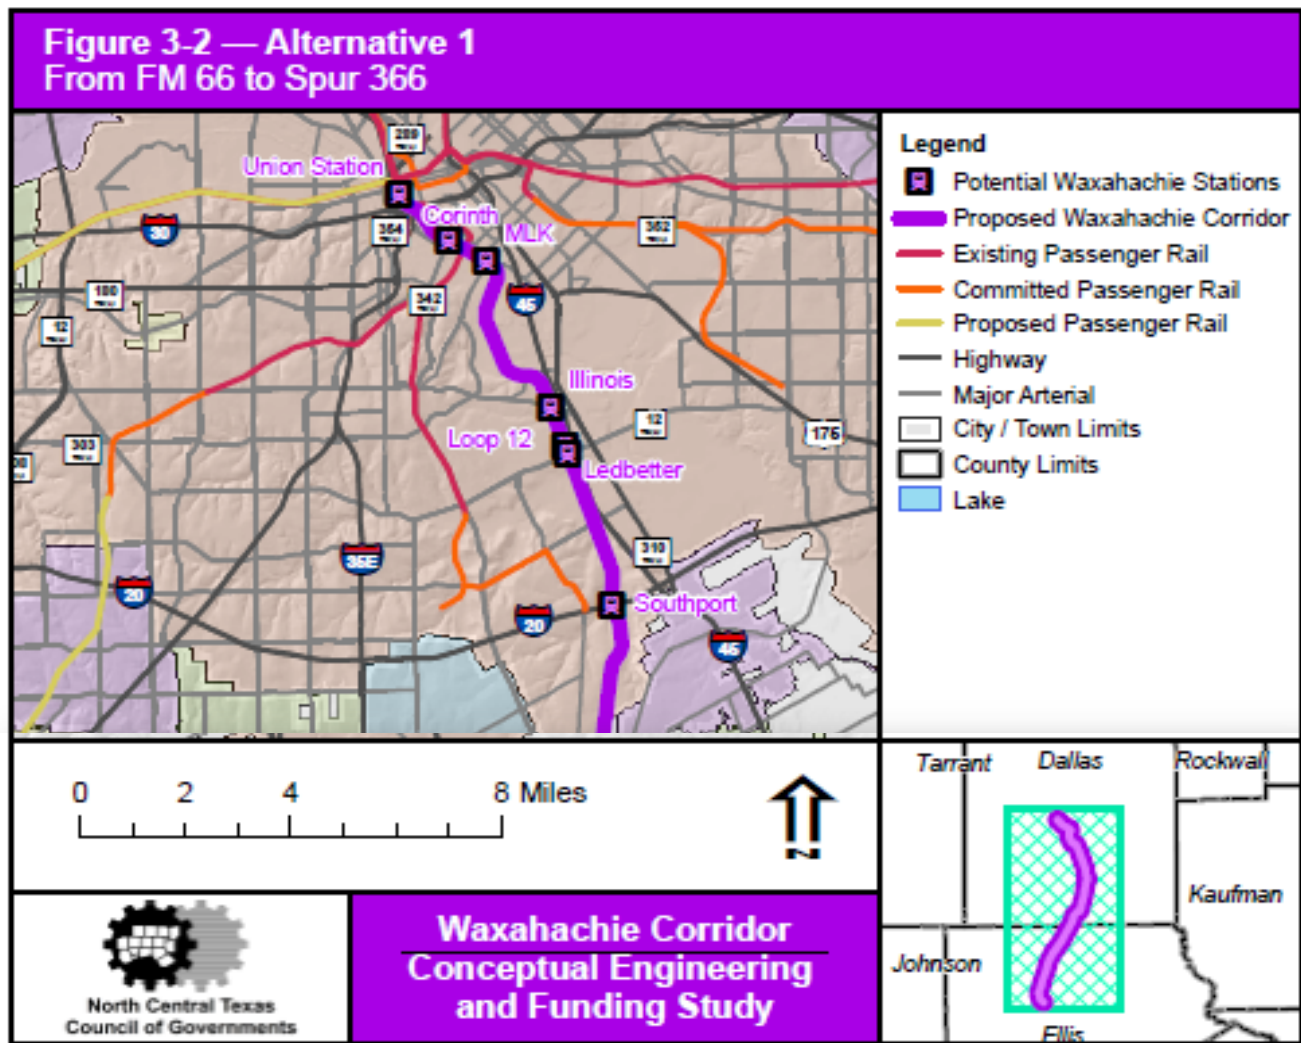 Figure 3-2 — Alternative 1
From FM 66 to Spur 366
Union Station
Corinth
MLK
Illinois
Loop 12
Ledbetter
Southport
30
354
352
180
12
342
45
12
303
175
35E
310
20
20
45
Legend
Potential Waxahachie Stations
Proposed Waxahachie Corridor
Existing Passenger Rail
Committed Passenger Rail
Proposed Passenger Rail
Highway
Major Arterial
City / Town Limits
County Limits
Lake
0 2 4 8 Miles
N
Tarrant
Dallas
Rockwall
Kaufman
Johnson
Ellis
North Central Texas
Council of Governments
Waxahachie Corridor
Conceptual Engineering
and Funding Study